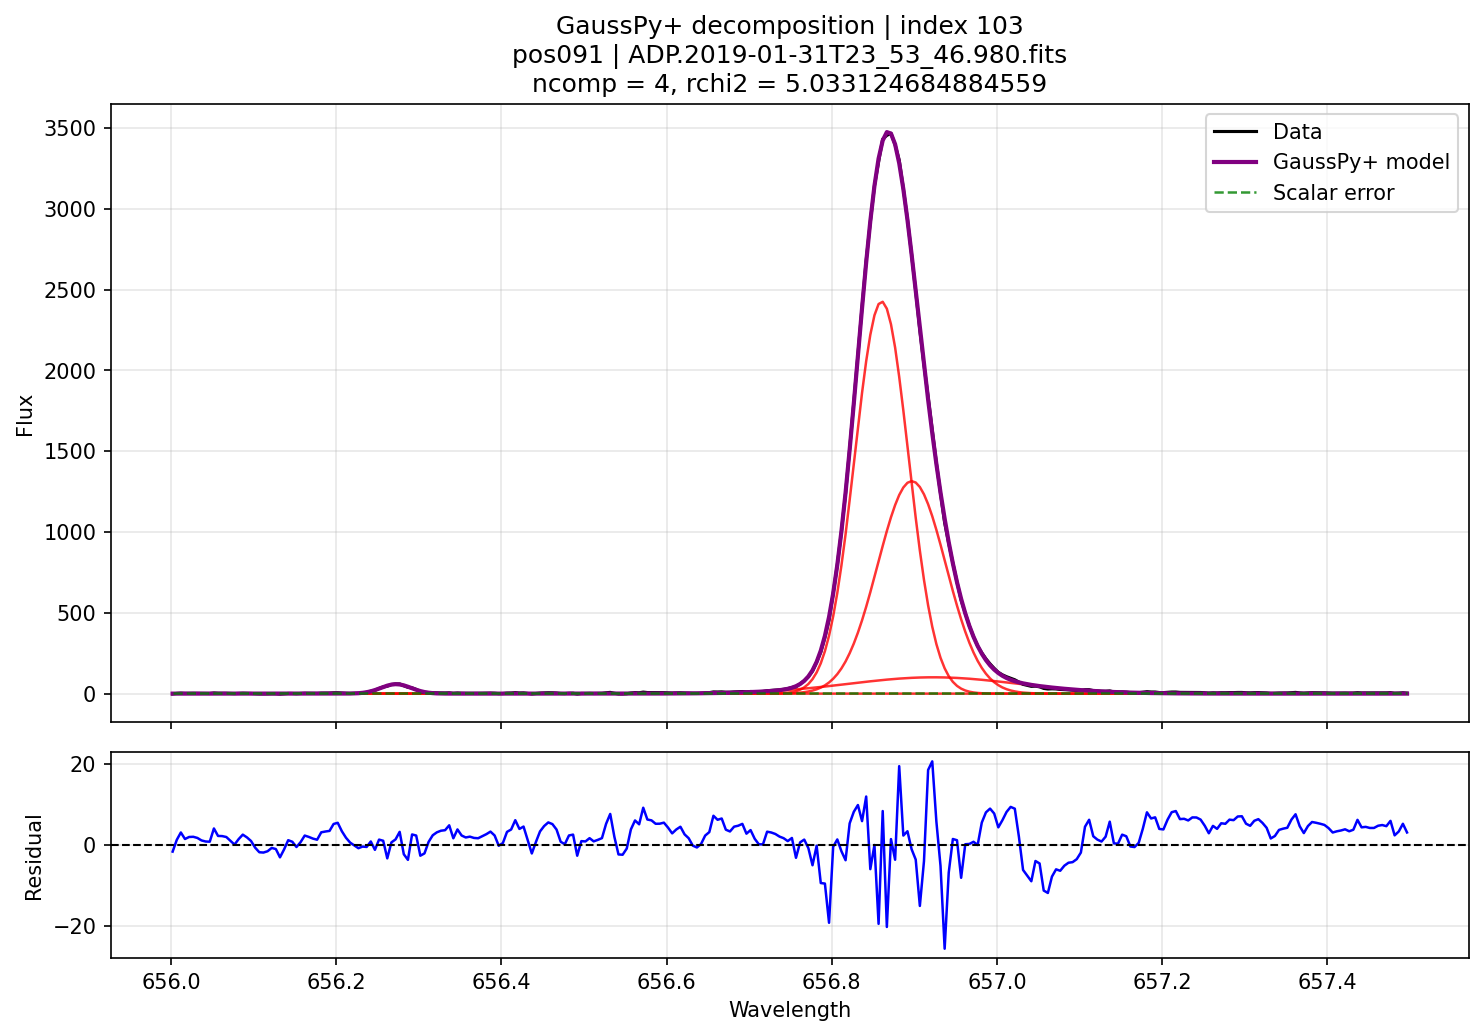 GaussPy+ decomposition | index 103
pos091 | ADP.2019-01-31T23_53_46.980.fits
ncomp = 4, rchi2 = 5.033124684884559
Data
GaussPy+ model
Scalar error
3500
3000
2500
2000
1500
1000
500
0
Flux
20
0
−20
Residual
656.0
656.2
656.4
656.6
656.8
657.0
657.2
657.4
Wavelength